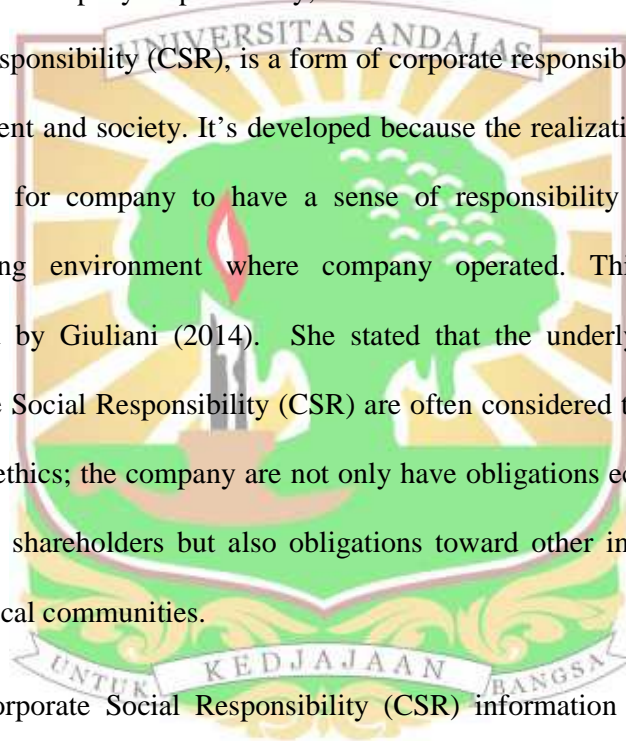 UNIVERSITAS ANDALAS
sponsibility (CSR), is a form of corporate responsib
ent and society. It's developed because the realizati
for company to have a sense of responsibility
ng environment where company operated. Thi
by Giuliani (2014). She stated that the underly
Social Responsibility (CSR) are often considered t
ethics; the company are not only have obligations ec
shareholders but also obligations toward other in
cal communities.
UNTUK KEDJAJAAN BANGSA
orporate Social Responsibility (CSR) information